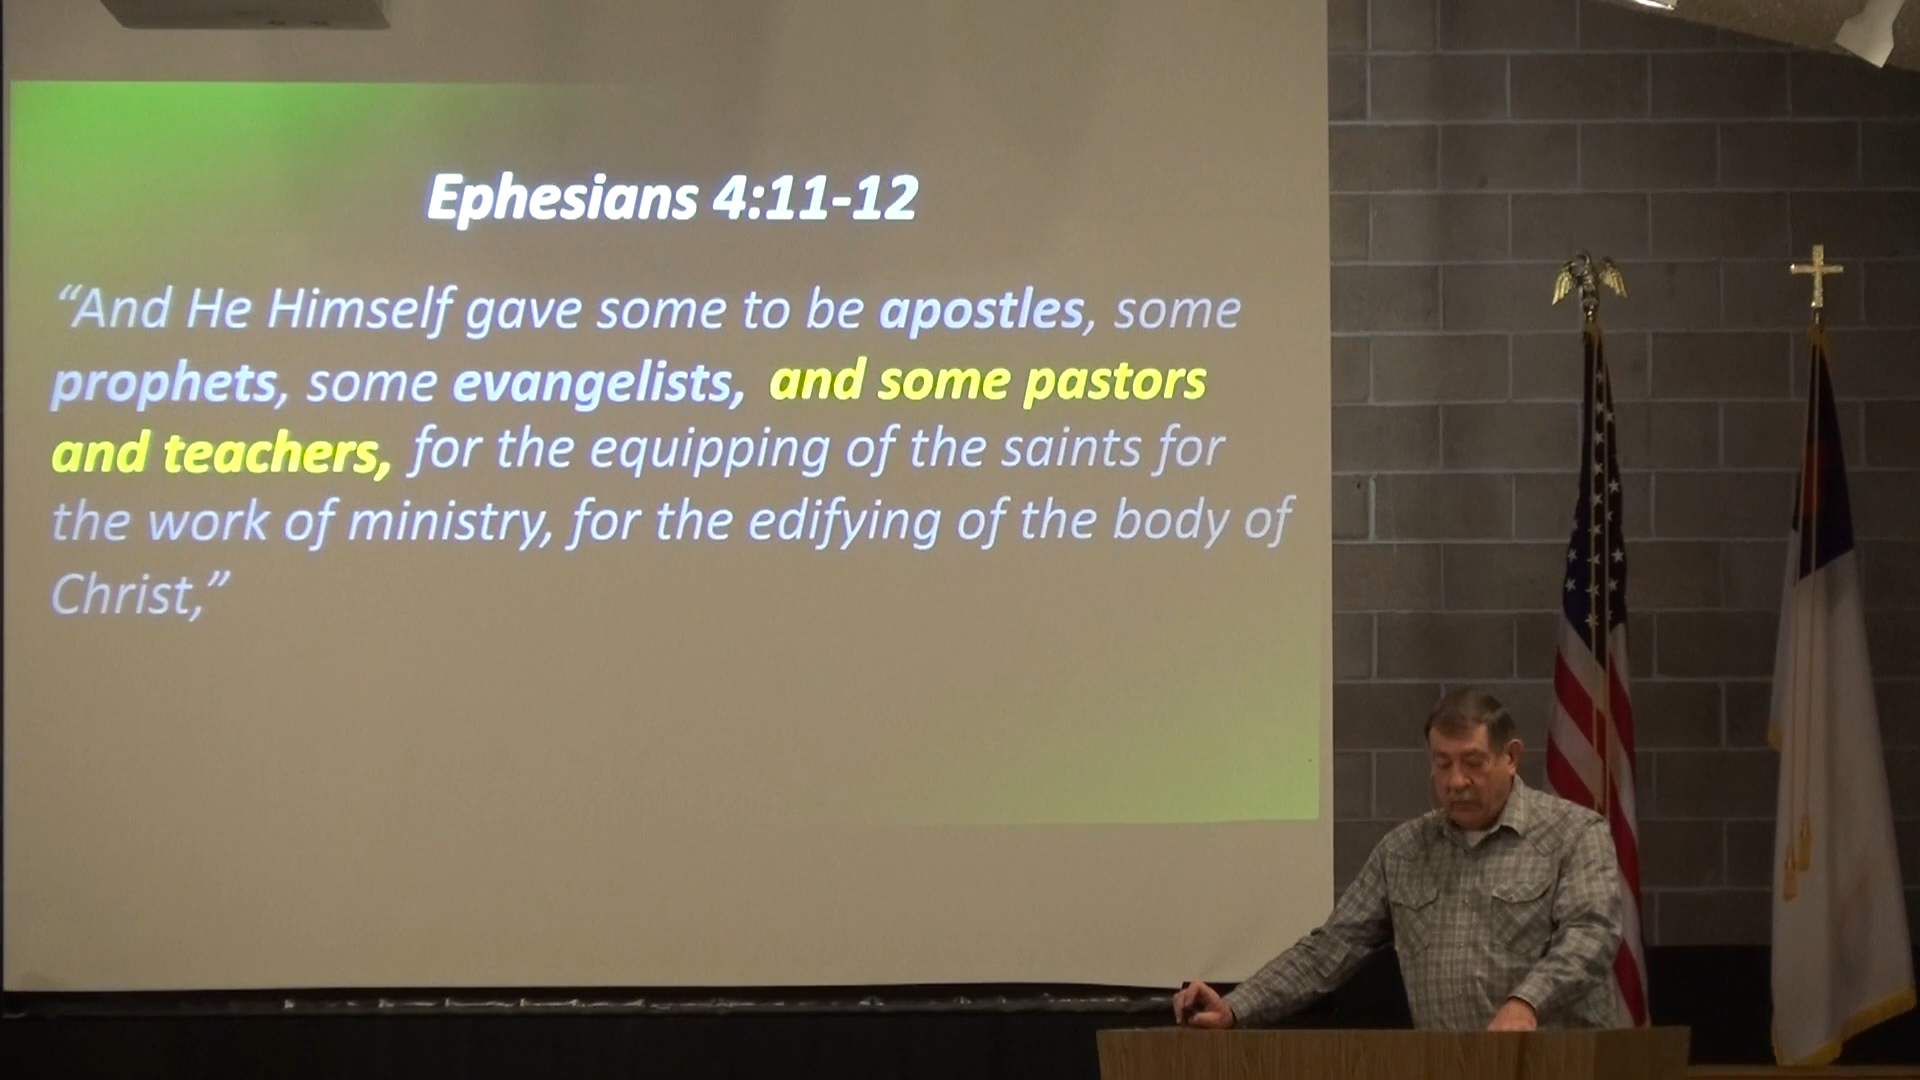 Ephesians 4:11-12
“And He Himself gave some to be apostles, some
prophets, some evangelists, and some pastors
and teachers, for the equipping of the saints for
the work of ministry, for the edifying of the body of
Christ,”